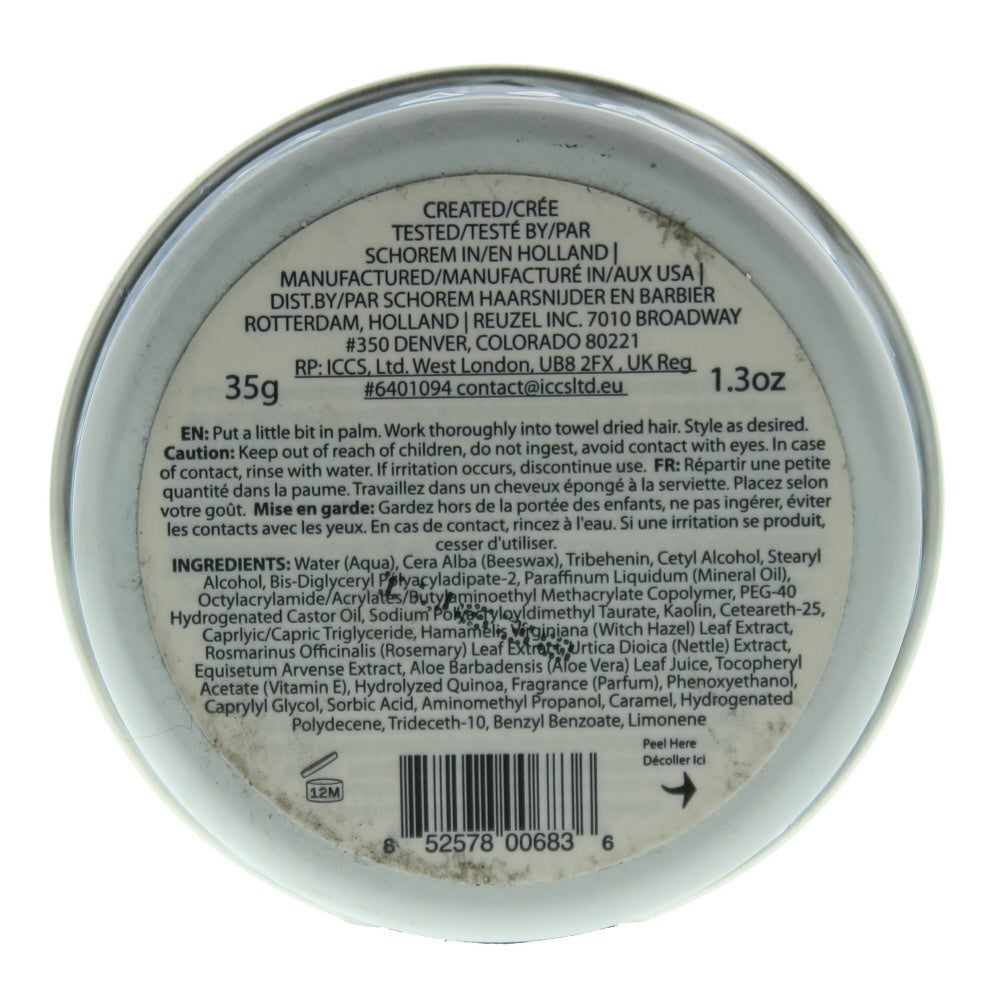 CREATED/CRÉE
TESTED/TESTÉ BY/PAR
SCHOREM IN/EN HOLLAND |
MANUFACTURED/MANUFACTURÉ IN/AUX USA |
DIST.BY/PAR SCHOREM HAARSNIJDER EN BARBIER
ROTTERDAM, HOLLAND | REUZEL INC. 7010 BROADWAY
#350 DENVER, COLORADO 80221
RP: ICCS, Ltd. West London, UB8 2FX , UK Reg
35g #6401094 contact@iccsltd.eu 1.3oz
EN: Put a little bit in palm. Work thoroughly into towel dried hair. Style as desired.
Caution: Keep out of reach of children, do not ingest, avoid contact with eyes. In case
of contact, rinse with water. If irritation occurs, discontinue use. FR: Répartir une petite
quantité dans la paume. Travaillez dans un cheveux épongé à la serviette. Placez selon
votre goût. Mise en garde: Gardez hors de la portée des enfants, ne pas ingérer, éviter
les contacts avec les yeux. En cas de contact, rincez à l'eau. Si une irritation se produit,
cesser d'utiliser.
INGREDIENTS: Water (Aqua), Cera Alba (Beeswax), Tribehenin, Cetyl Alcohol, Stearyl
Alcohol, Bis-Diglyceryl Polyacyladipate-2, Paraffinum Liquidum (Mineral Oil),
Octylacrylamide/Acrylates/Butylaminoethyl Methacrylate Copolymer, PEG-40
Hydrogenated Castor Oil, Sodium Polyacryloyldimethyl Taurate, Kaolin, Ceteareth-25,
Caprlyic/Capric Triglyceride, Hamamelis Virginiana (Witch Hazel) Leaf Extract,
Rosmarinus Officinalis (Rosemary) Leaf Extract, Urtica Dioica (Nettle) Extract,
Equisetum Arvense Extract, Aloe Barbadensis (Aloe Vera) Leaf Juice, Tocopheryl
Acetate (Vitamin E), Hydrolyzed Quinoa, Fragrance (Parfum), Phenoxyethanol,
Caprylyl Glycol, Sorbic Acid, Aminomethyl Propanol, Caramel, Hydrogenated
Polydecene, Trideceth-10, Benzyl Benzoate, Limonene
Peel Here
Décoller Ici
12M
8 52578 00683 6